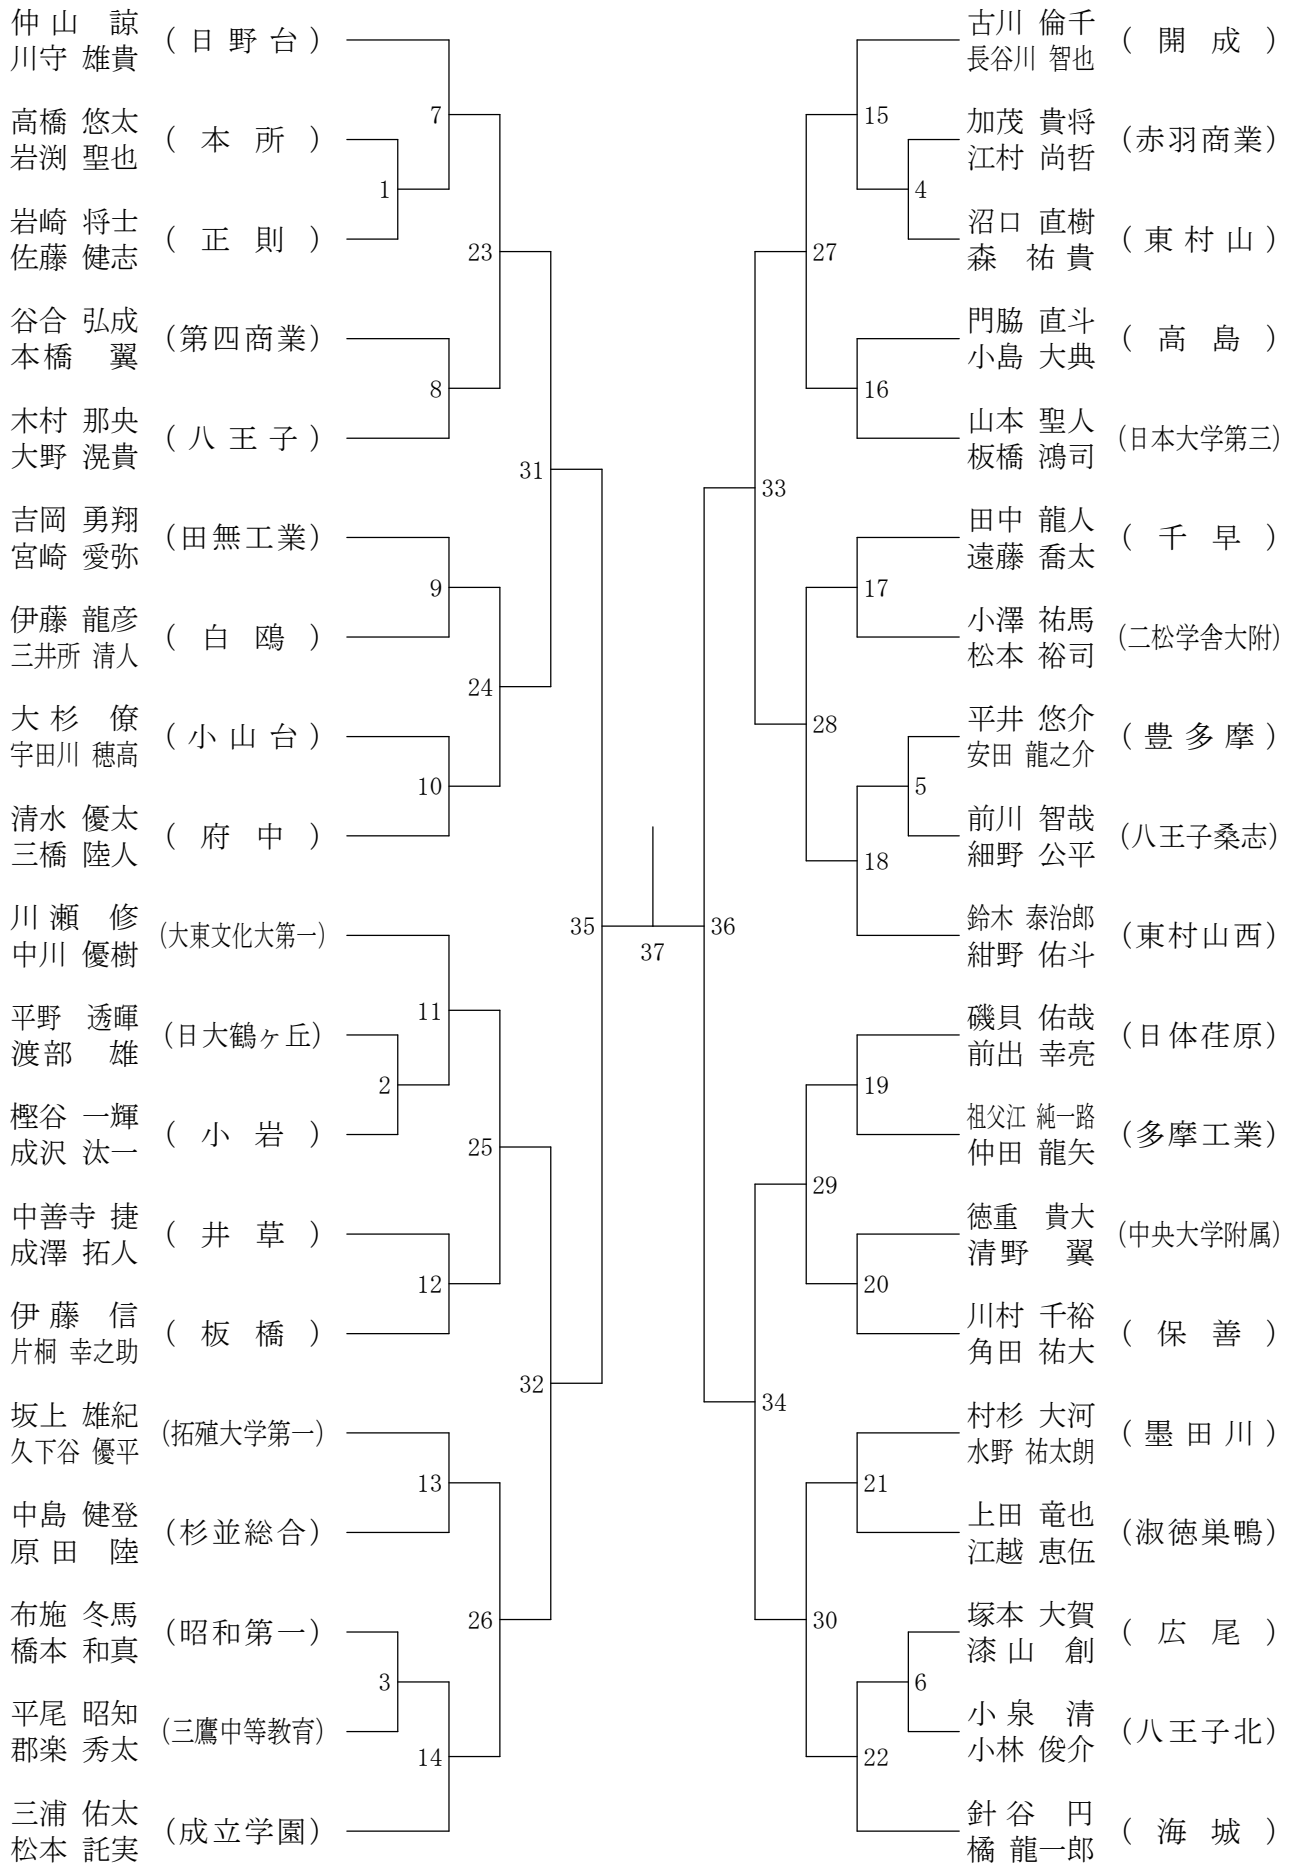 仲山 諒
川守 雄貴
(日野台)
高橋 悠太
岩渕 聖也
(本所)
岩崎 将士
佐藤 健志
(正則)
谷合 弘成
本橋 翼
(第四商業)
木村 那央
大野 滉貴
(八王子)
吉岡 勇翔
宮崎 愛弥
(田無工業)
伊藤 龍彦
三井所 清人
(白鴎)
大杉 僚
宇田川 穂高
(小山台)
清水 優太
三橋 陸人
(府中)
川瀬 修
中川 優樹
(大東文化大第一)
平野 透暉
渡部 雄
(日大鶴ヶ丘)
樫谷 一輝
成沢 汰一
(小岩)
中善寺 捷
成澤 拓人
(井草)
伊藤 信
片桐 幸之助
(板橋)
坂上 雄紀
久下谷 優平
(拓殖大学第一)
中島 健登
原田 陸
(杉並総合)
布施 冬馬
橋本 和真
(昭和第一)
平尾 昭知
郡楽 秀太
(三鷹中等教育)
三浦 佑太
松本 託実
(成立学園)
7
1
23
8
31
9
24
10
35
11
2
25
12
32
13
26
3
14
37
36
15
4
27
16
33
17
28
5
18
19
29
20
34
21
30
6
22
古川 倫千
長谷川 智也
(開成)
加茂 貴将
江村 尚哲
(赤羽商業)
沼口 直樹
森 祐貴
(東村山)
門脇 直斗
小島 大典
(高島)
山本 聖人
板橋 鴻司
(日本大学第三)
田中 龍人
遠藤 喬太
(千早)
小澤 祐馬
松本 裕司
(二松学舎大附)
平井 悠介
安田 龍之介
(豊多摩)
前川 智哉
細野 公平
(八王子桑志)
鈴木 泰治郎
紺野 佑斗
(東村山西)
磯貝 佑哉
前出 幸亮
(日体荏原)
祖父江 純一路
仲田 龍矢
(多摩工業)
徳重 貴大
清野 翼
(中央大学附属)
川村 千裕
角田 祐大
(保善)
村杉 大河
水野 祐太朗
(墨田川)
上田 竜也
江越 恵伍
(淑徳巣鴨)
塚本 大賀
漆山 創
(広尾)
小泉 清
小林 俊介
(八王子北)
針谷 円
橘 龍一郎
(海城)